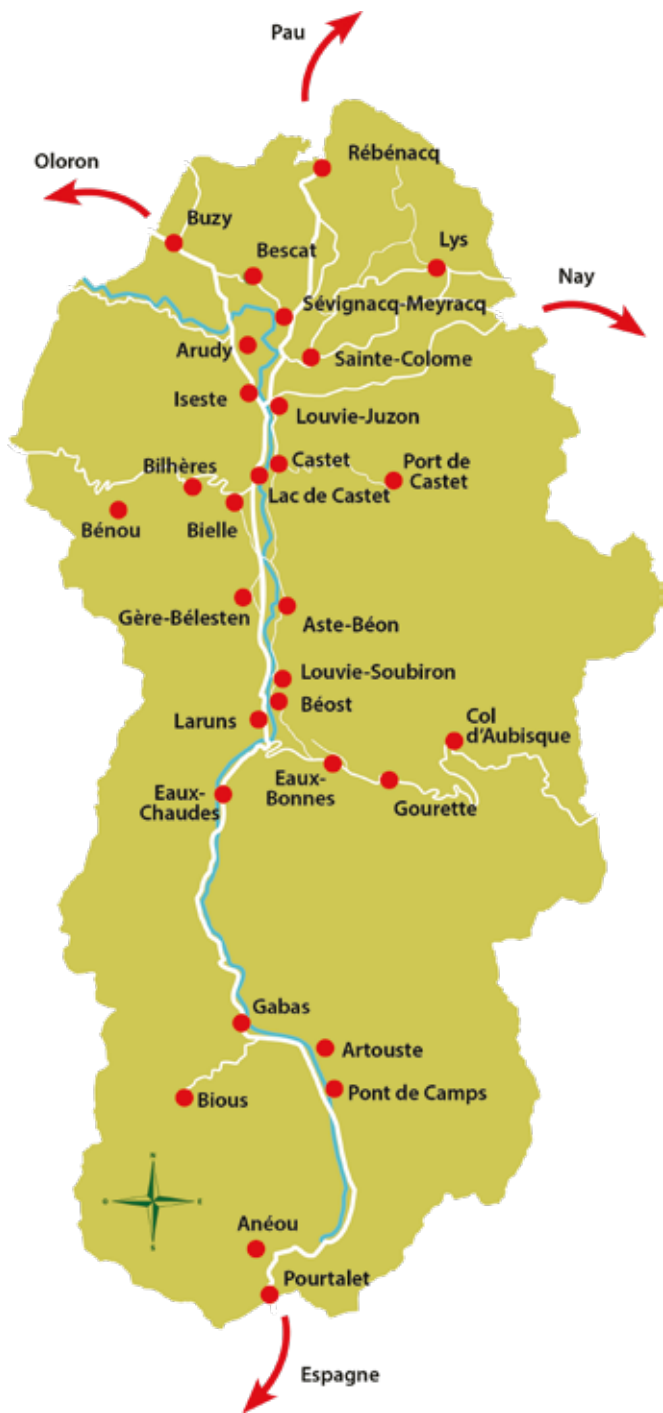 Pau
Rébénacq
Oloron
Buzy
Bescat
Lys
Nay
Sévignacq-Meyracq
Arudy
Sainte-Colome
Iseste
Louvie-Juzon
Castet
Port de
Castet
Bilhères
Lac de Castet
Bénou
Bielle
Gère-Bélesten
Aste-Béon
Louvie-Soubiron
Béost
Laruns
Col
d'Aubisque
Eaux-
Bonnes
Eaux-
Chaudes
Gourette
Gabas
Artouste
Pont de Camps
Bious
N
O
E
S
Anéou
Pourtalet
Espagne